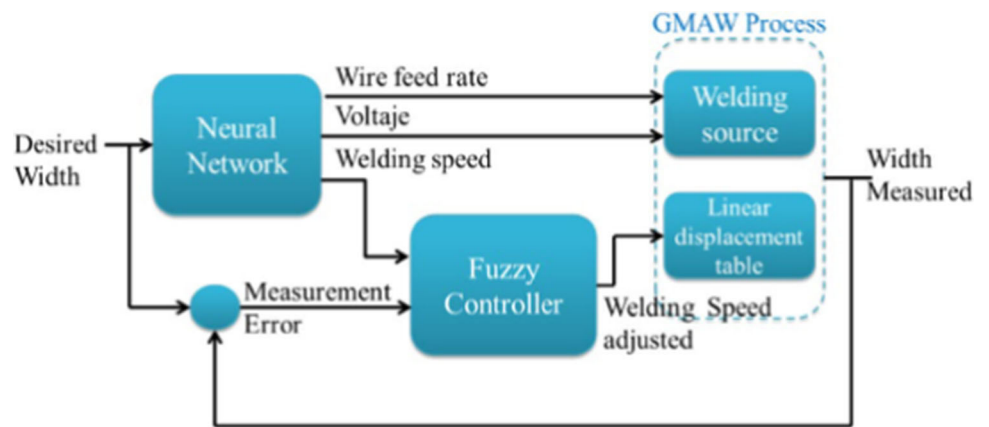 GMAW Process
Wire feed rate
Welding
source
Neural
Network
Voltaje
Desired
Width
Welding speed
Width
Measured
Linear
displacement
table
Fuzzy
Controller
Measurement
Error
Welding Speed
adjusted